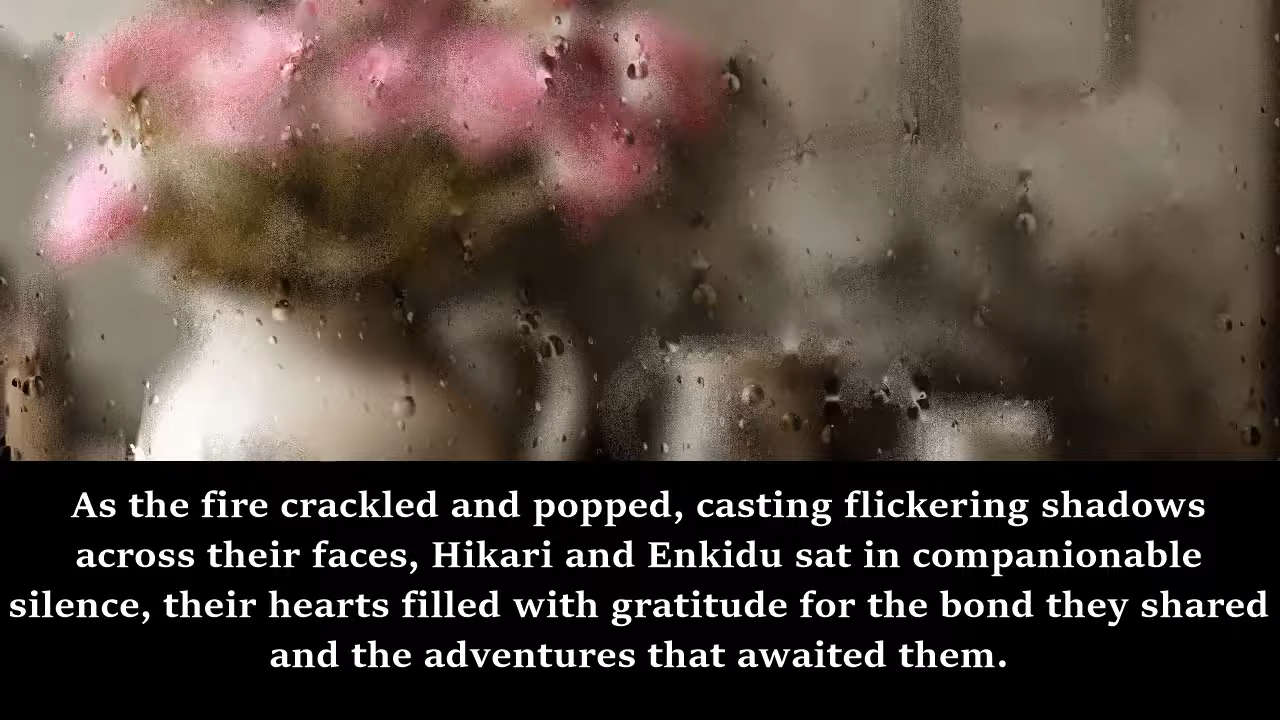 As the fire crackled and popped, casting flickering shadows
across their faces, Hikari and Enkidu sat in companionable
silence, their hearts filled with gratitude for the bond they shared
and the adventures that awaited them.